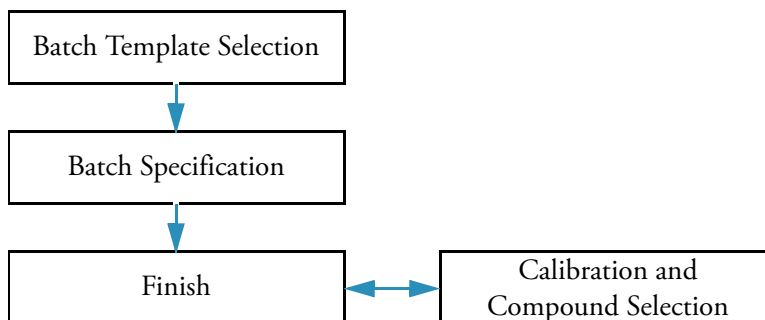 Batch Template Selection
Batch Specification
Finish
Calibration and
Compound Selection